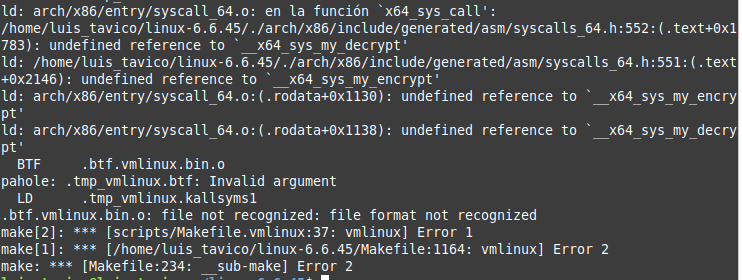 ld: arch/x86/entry/syscall_64.o: en la función `x64_sys_call':
/home/luis_tavico/linux-6.6.45/./arch/x86/include/generated/asm/syscalls_64.h:552:(.text+0x1
783): undefined reference to `__x64_sys_my_decrypt'
ld: /home/luis_tavico/linux-6.6.45/./arch/x86/include/generated/asm/syscalls_64.h:551:(.text
+0x2146): undefined reference to `__x64_sys_my_encrypt'
ld: arch/x86/entry/syscall_64.o:(.rodata+0x1130): undefined reference to `__x64_sys_my_encry
pt'
ld: arch/x86/entry/syscall_64.o:(.rodata+0x1138): undefined reference to `__x64_sys_my_decry
pt'
  BTF     .btf.vmlinux.bin.o
pahole: .tmp_vmlinux.btf: Invalid argument
  LD      .tmp_vmlinux.kallsyms1
.btf.vmlinux.bin.o: file not recognized: file format not recognized
make[2]: *** [scripts/Makefile.vmlinux:37: vmlinux] Error 1
make[1]: *** [/home/luis_tavico/linux-6.6.45/Makefile:1164: vmlinux] Error 2
make: *** [Makefile:234: __sub-make] Error 2